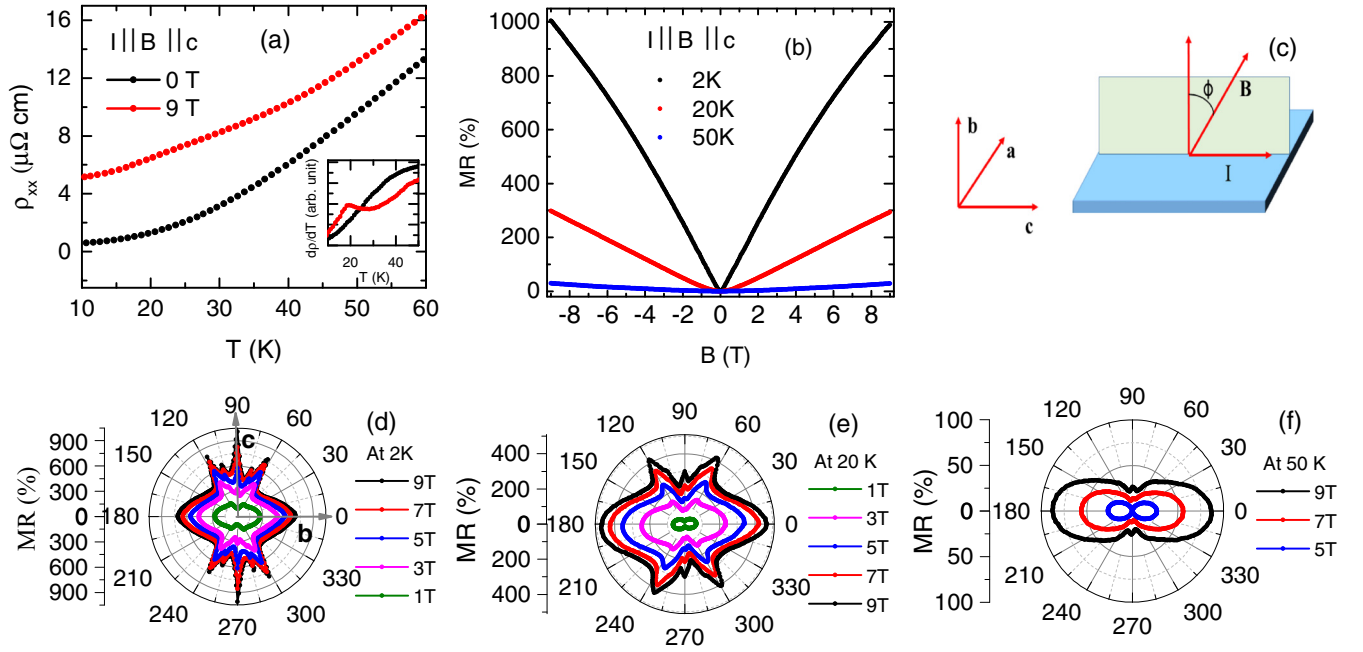 (a)
I || B || c
0 T
9 T
ρxx (μΩ cm)
16
12
8
4
0
10 20 30 40 50 60
T (K)
dρ/dT (arb. unit)
20 40
T (K)
(b)
I || B || c
2K
20K
50K
MR (%)
1000
800
600
400
200
0
-8 -6 -4 -2 0 2 4 6 8
B (T)
(c)
ϕ
B
I
b
a
c
(d)
At 2K
9T
7T
5T
3T
1T
MR (%)
900
600
300
0
300
600
900
90
120 60
150 30
180 0
210 330
240 300
270
c
b
(e)
At 20 K
1T
3T
5T
7T
9T
MR (%)
400
200
0
200
400
90
120 60
150 30
180 0
210 330
240 300
270
(f)
At 50 K
9T
7T
5T
MR (%)
100
50
0
50
100
90
120 60
150 30
180 0
210 330
240 300
270